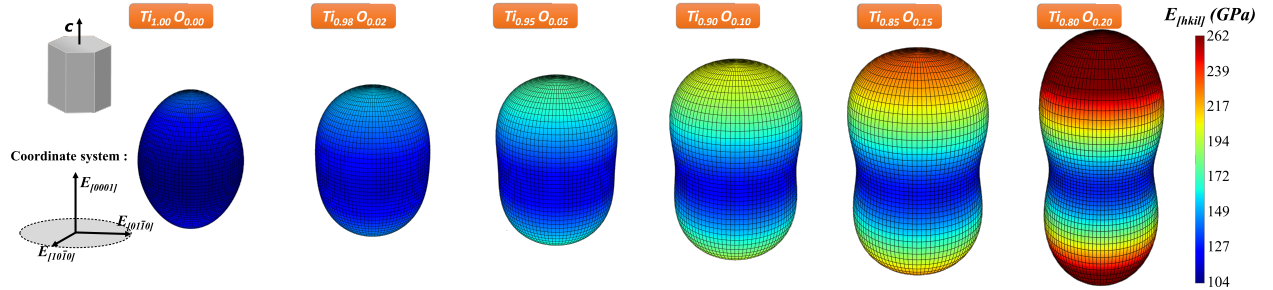 Ti1.00 O0.00
Ti0.98 O0.02
Ti0.95 O0.05
Ti0.90 O0.10
Ti0.85 O0.15
Ti0.80 O0.20
E[hkil] (GPa)
c
262
239
217
194
172
149
127
104
Coordinate system :
E[0001]
E[011̄0]
E[101̄0]